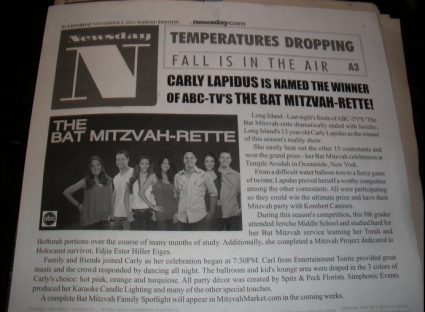 SATURDAY NOVEMBER 6, 2010 NASSAU EDITION newsday.com
Newsday
N
TEMPERATURES DROPPING
FALL IS IN THE AIR A3
CARLY LAPIDUS IS NAMED THE WINNER
OF ABC-TV'S THE BAT MITZVAH-RETTE!
THE
BAT MITZVAH-RETTE
abc
Long Island - Last night's finale of ABC-TV'S "The
Bat Mitzvah-rette dramatically ended with Jericho,
Long Island's 13 year old Carly Lapidus as the winner
of this season's reality show.
She easily beat out the other 15 contestants and
won the grand prize - her Bat Mitzvah celebration at
Temple Avodah in Oceanside, New York.
From a difficult water balloon toss to a fierce game
of twister, Lapidus proved herself a worthy competitor
among the other contestants. All were participating
so they could win the ultimate prize and have their
Mitzvah party with Kornbert Caterers.
During this season's competition, this 8th grader
attended Jericho Middle School and studied hard for
her Bat Mitzvah service learning her Torah and
Haftorah portions over the course of many months of study. Additionally, she completed a Mitzvah Project dedicated to
Holocaust survivor, Edjia Ester Hiller Eiges.
Family and friends joined Carly as her celebration began at 7:30PM. Carl from Entertainment Tonite provided great
music and the crowd responded by dancing all night. The ballroom and kid's lounge area were draped in the 3 colors of
Carly's choice: hot pink, orange and turquoise. All party décor was created by Spitz & Peck Florists. Simphonic Events
produced her Karaoke Candle Lighting and many of the other special touches.
A complete Bat Mitzvah Family Spotlight will appear in MitzvahMarket.com in the coming weeks.